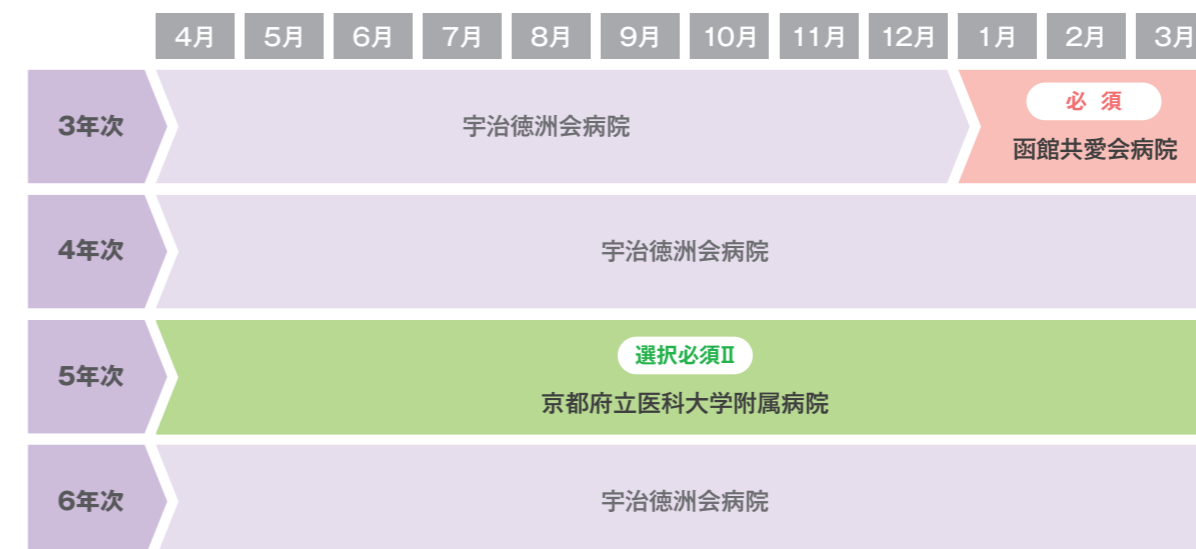 4月 5月 6月 7月 8月 9月 10月 11月 12月 1月 2月 3月
3年次
宇治徳洲会病院
必 須
函館共愛会病院
4年次
宇治徳洲会病院
5年次
選択必須Ⅱ
京都府立医科大学附属病院
6年次
宇治徳洲会病院